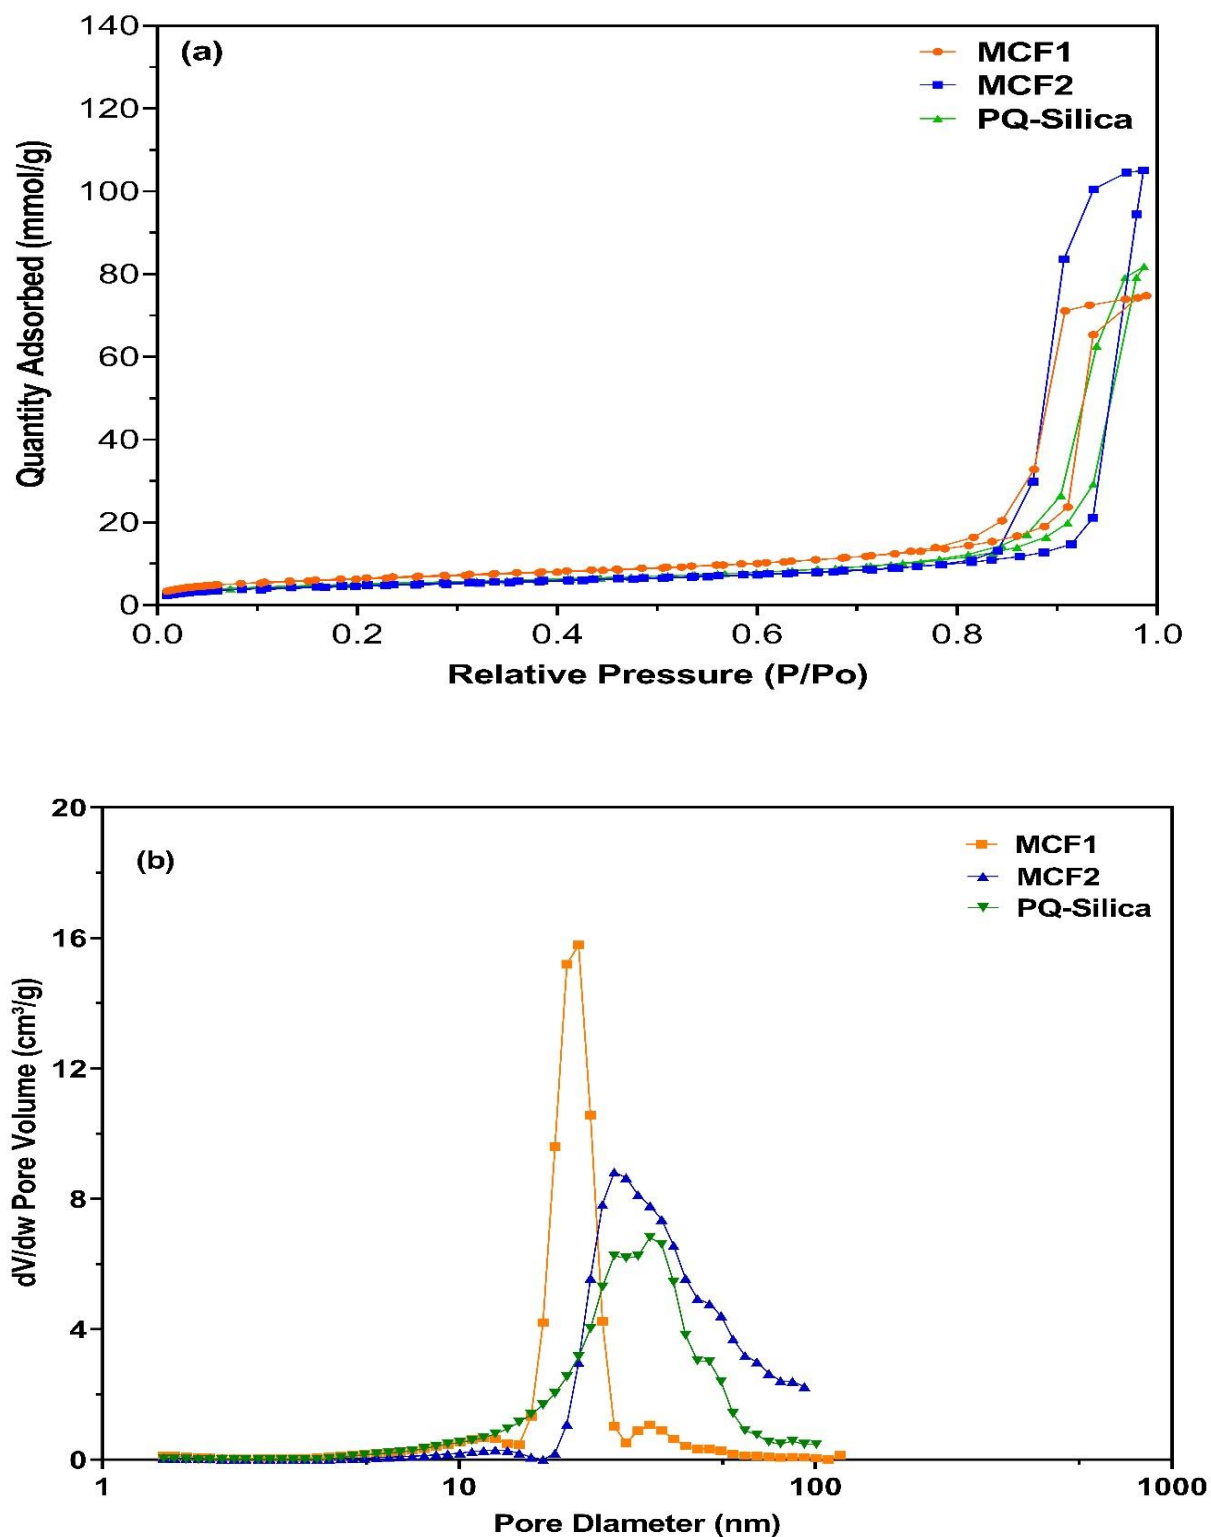 (a)
MCF1
MCF2
PQ-Silica
140
120
100
80
60
40
20
0
0.0 0.2 0.4 0.6 0.8 1.0
Quantity Adsorbed (mmol/g)
Relative Pressure (P/Po)
(b)
MCF1
MCF2
PQ-Silica
20
16
12
8
4
0
1 10 100 1000
dV/dw Pore Volume (cm³/g)
Pore Diameter (nm)